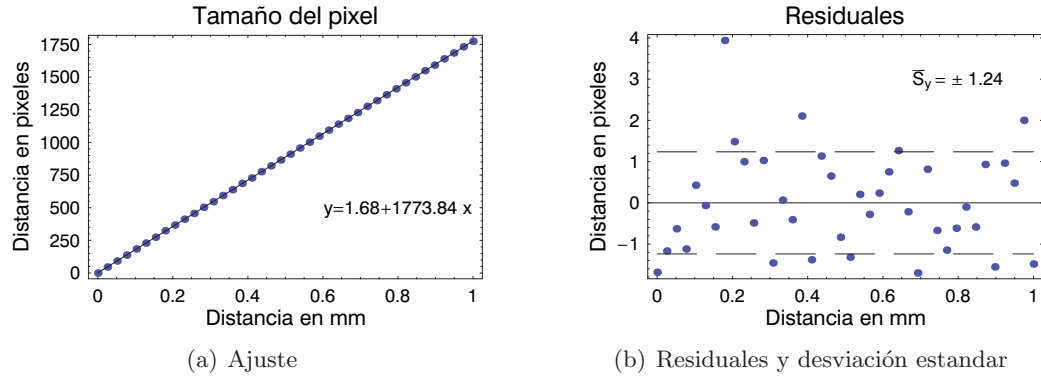 Tamaño del pixel
Distancia en pixeles
1750
1500
1250
1000
750
500
250
0
y=1.68+1773.84 x
0 0.2 0.4 0.6 0.8 1
Distancia en mm
(a) Ajuste
Residuales
Distancia en pixeles
4
3
2
1
0
−1
S̅y = ± 1.24
0 0.2 0.4 0.6 0.8 1
Distancia en mm
(b) Residuales y desviación estandar